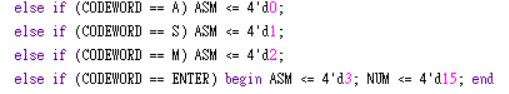 else if (CODEWORD == A) ASM <= 4'd0;
else if (CODEWORD == S) ASM <= 4'd1;
else if (CODEWORD == M) ASM <= 4'd2;
else if (CODEWORD == ENTER) begin ASM <= 4'd3; NUM <= 4'd15; end